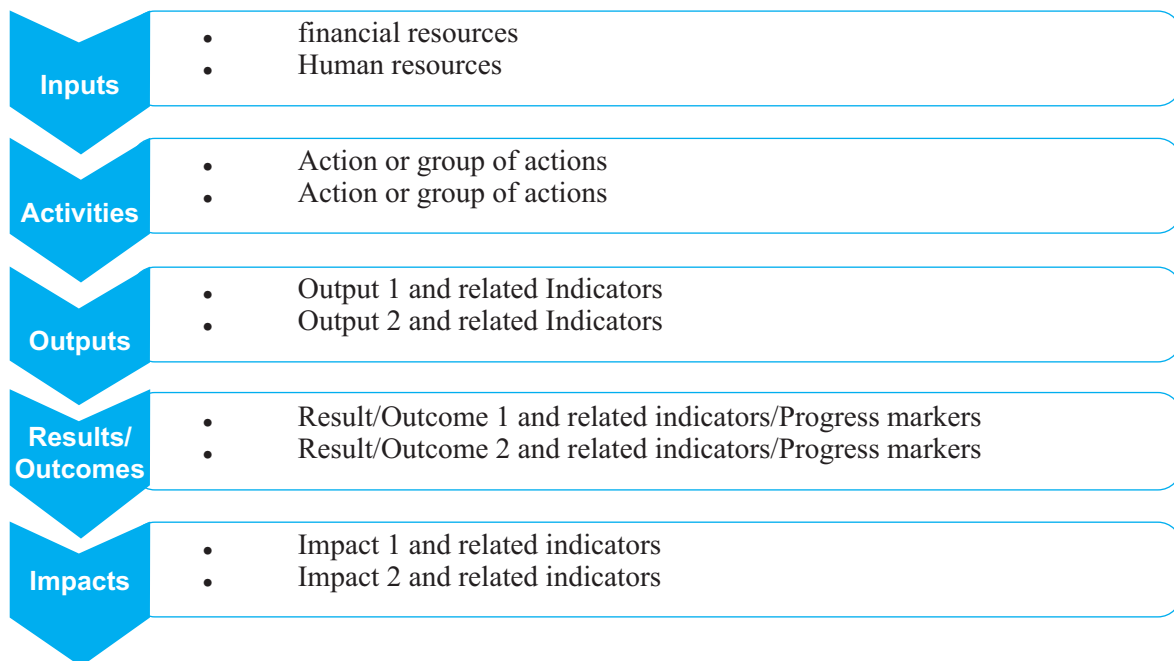 Inputs
• financial resources
• Human resources
Activities
• Action or group of actions
• Action or group of actions
Outputs
• Output 1 and related Indicators
• Output 2 and related Indicators
Results/
Outcomes
• Result/Outcome 1 and related indicators/Progress markers
• Result/Outcome 2 and related indicators/Progress markers
Impacts
• Impact 1 and related indicators
• Impact 2 and related indicators